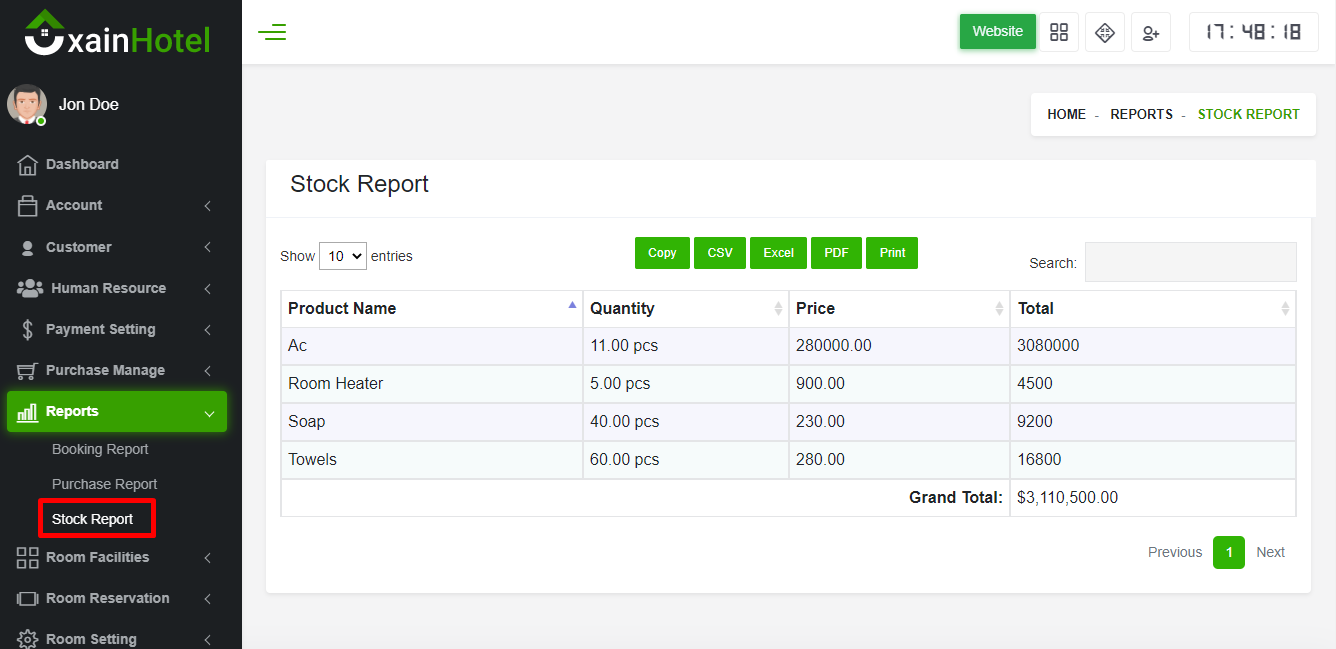 xainHotel
Jon Doe
Dashboard
Account
Customer
Human Resource
Payment Setting
Purchase Manage
Reports
Booking Report
Purchase Report
Stock Report
Room Facilities
Room Reservation
Room Setting
Website
17:48:18
HOME - REPORTS - STOCK REPORT
Stock Report
Show 10 entries
Copy CSV Excel PDF Print
Search:
Product Name Quantity Price Total
Ac 11.00 pcs 280000.00 3080000
Room Heater 5.00 pcs 900.00 4500
Soap 40.00 pcs 230.00 9200
Towels 60.00 pcs 280.00 16800
Grand Total: $3,110,500.00
Previous 1 Next